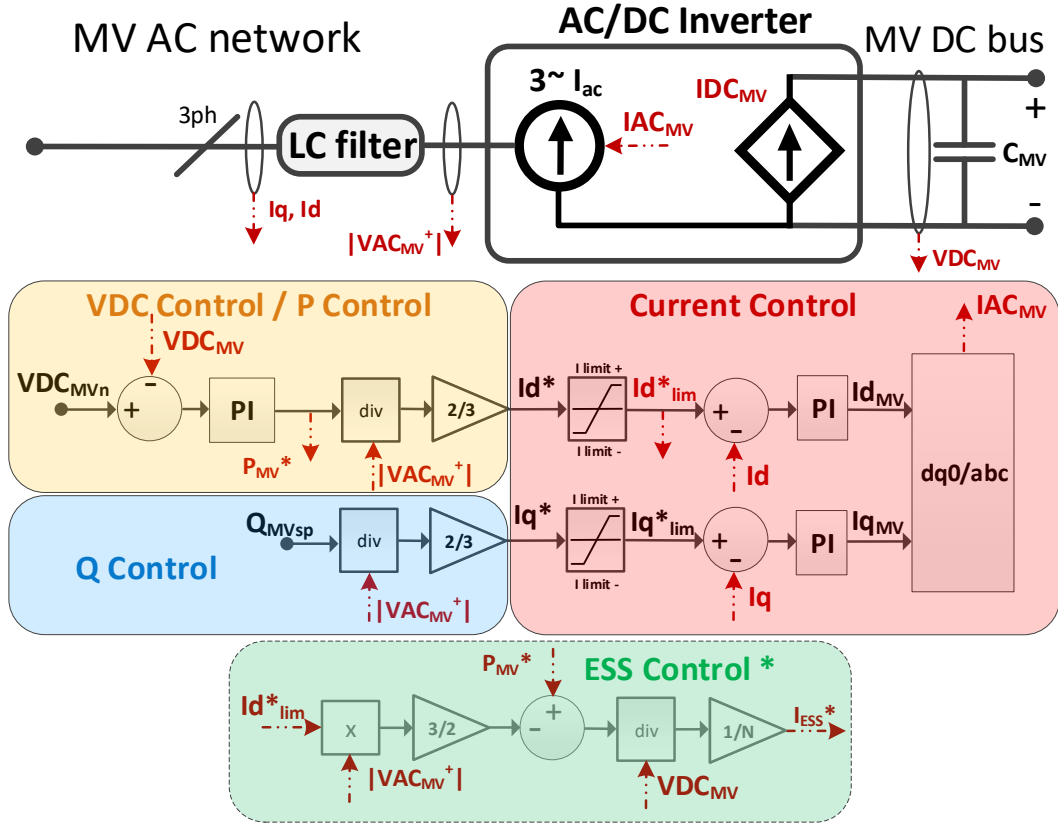 MV AC network
AC/DC Inverter
MV DC bus
3ph
LC filter
3~ Iac
IACMV
IDCMV
+
CMV
-
Iq, Id
|VACMV+|
VDCMV
VDC Control / P Control
VDCMV
VDCMVn
-
+
PI
PMV*
div
|VACMV+|
2/3
Current Control
IACMV
Id*
I limit +
I limit -
Id*lim
+
-
Id
PI
IdMV
dq0/abc
Q Control
QMVsp
div
|VACMV+|
2/3
Iq*
I limit +
I limit -
Iq*lim
+
-
Iq
PI
IqMV
ESS Control *
PMV*
Id*lim
X
|VACMV+|
3/2
+
-
div
VDCMV
1/N
IESS*